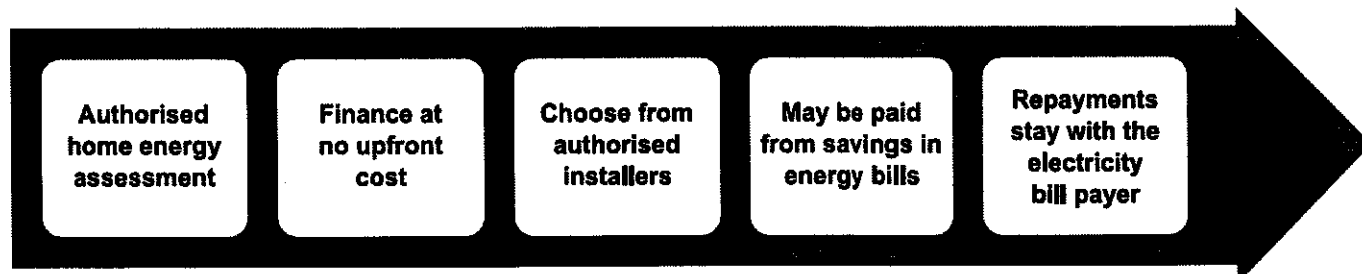 Authorised
home energy
assessment
Finance at
no upfront
cost
Choose from
authorised
installers
May be paid
from savings in
energy bills
Repayments
stay with the
electricity
bill payer